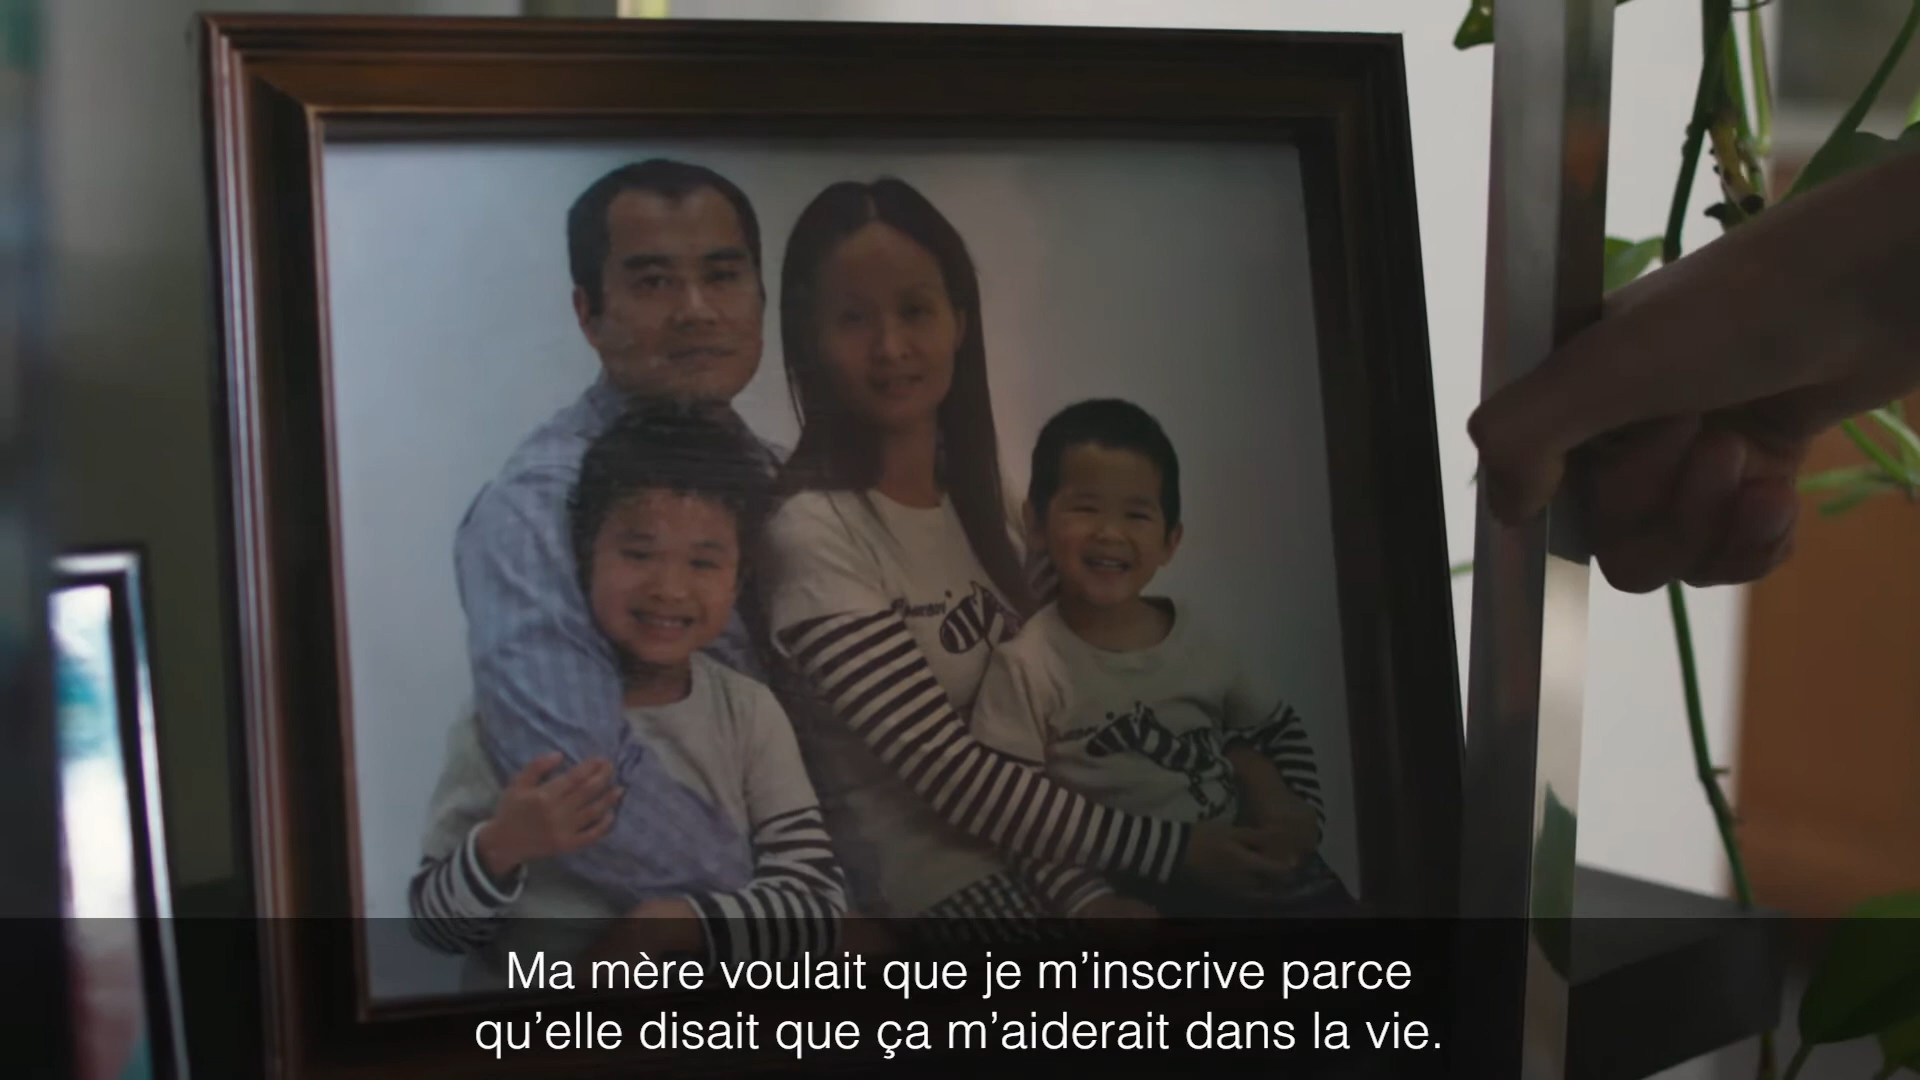 Ma mère voulait que je m’inscrive parce
qu’elle disait que ça m’aiderait dans la vie.